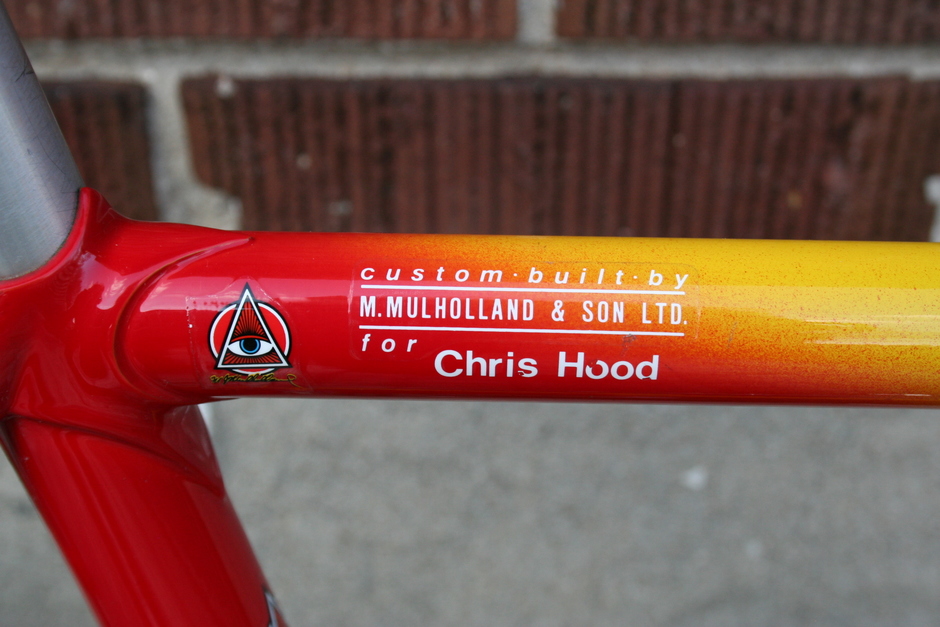 custom·built·by
M.MULHOLLAND & SON LTD.
for
Chris Hood